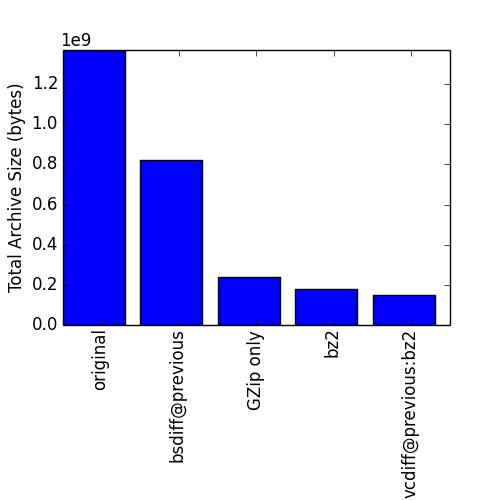 1e9
Total Archive Size (bytes)
1.2
1.0
0.8
0.6
0.4
0.2
0.0
original
bsdiff@previous
GZip only
bz2
vcdiff@previous:bz2